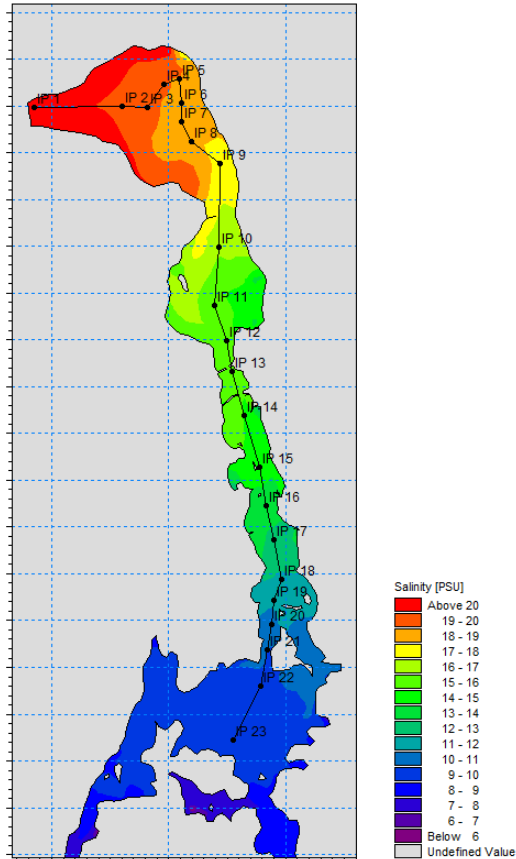 IP 1
IP 2
IP 3
IP 4
IP 5
IP 6
IP 7
IP 8
IP 9
IP 10
IP 11
IP 12
IP 13
IP 14
IP 15
IP 16
IP 17
IP 18
IP 19
IP 20
IP 21
IP 22
IP 23
Salinity [PSU]
Above 20
19 - 20
18 - 19
17 - 18
16 - 17
15 - 16
14 - 15
13 - 14
12 - 13
11 - 12
10 - 11
9 - 10
8 - 9
7 - 8
6 - 7
Below 6
Undefined Value